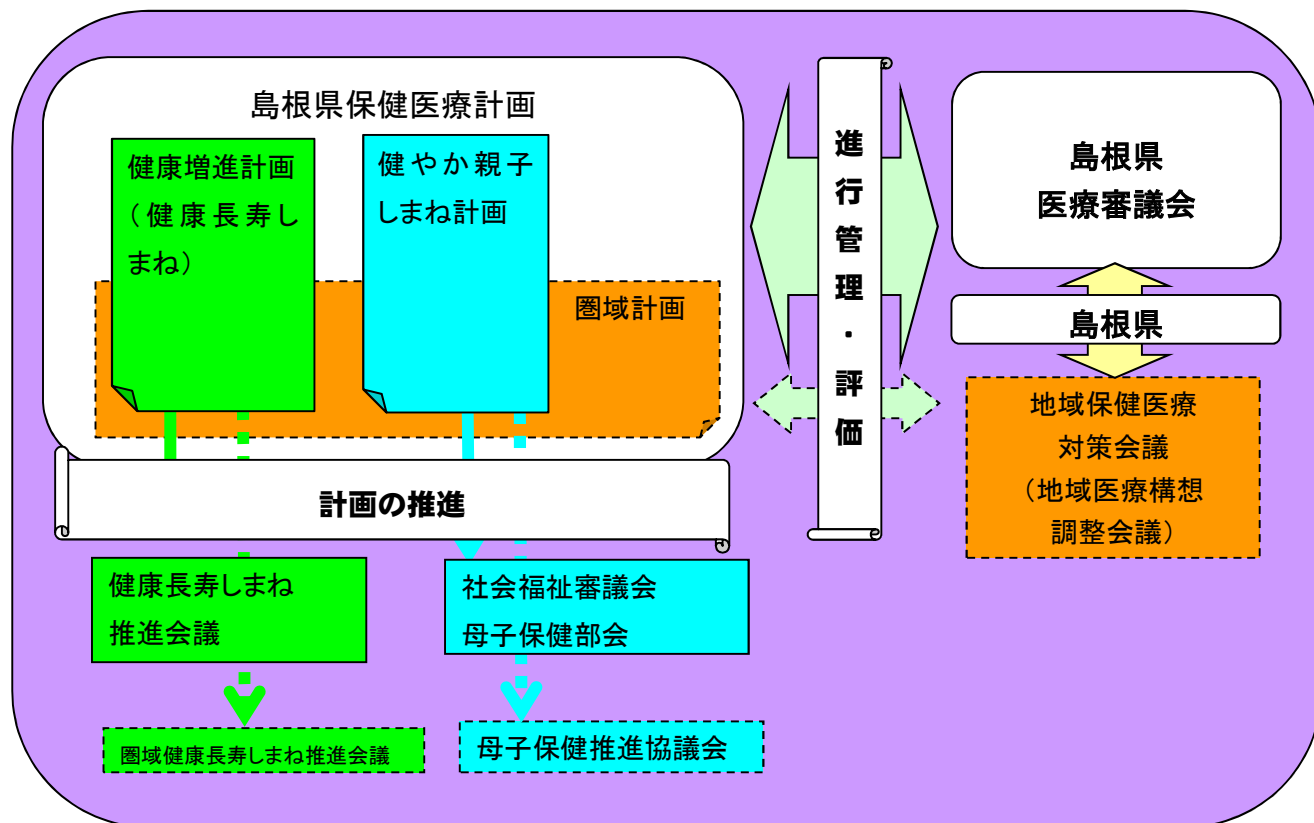 島根県保健医療計画
健康増進計画
（健康長寿し
まね）
健やか親子
しまね計画
圏域計画
計画の推進
健康長寿しまね
推進会議
社会福祉審議会
母子保健部会
圏域健康長寿しまね推進会議
母子保健推進協議会
進行管理・評価
島根県
医療審議会
島根県
地域保健医療
対策会議
（地域医療構想
調整会議）